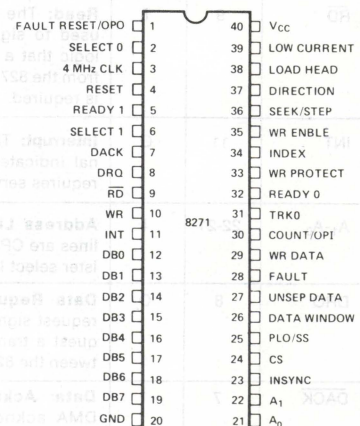 FAULT RESET/OPO 1 40 Vcc
SELECT 0 2 39 LOW CURRENT
4 MHz CLK 3 38 LOAD HEAD
RESET 4 37 DIRECTION
READY 1 5 36 SEEK/STEP
SELECT 1 6 35 WR ENBLE
DACK 7 34 INDEX
DRQ 8 33 WR PROTECT
RD 9 32 READY 0
WR 10 31 TRK0
8271
INT 11 30 COUNT/OPI
DB0 12 29 WR DATA
DB1 13 28 FAULT
DB2 14 27 UNSEP DATA
DB3 15 26 DATA WINDOW
DB4 16 25 PLO/SS
DB5 17 24 CS
DB6 18 23 INSYNC
DB7 19 22 A1
GND 20 21 A0